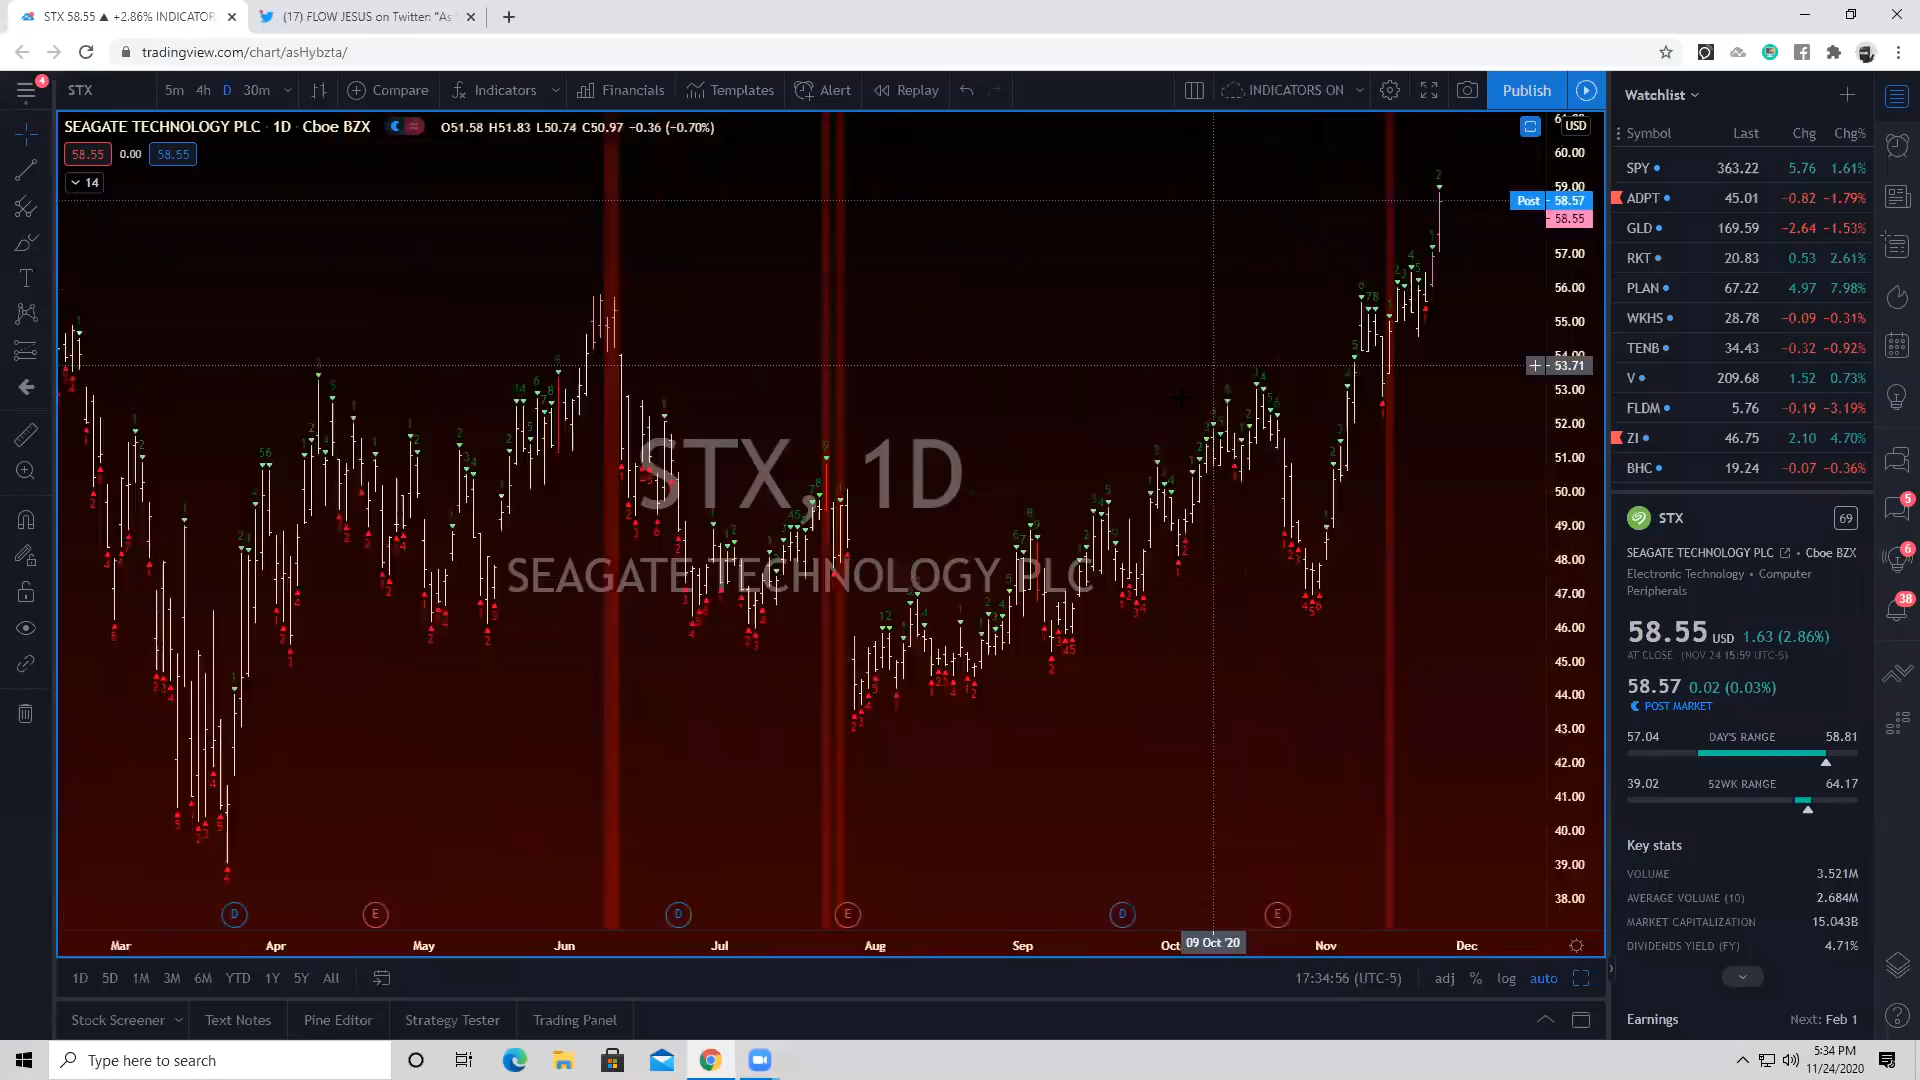 STX 58.55 ▲ +2.86% INDICATOR
(17) FLOW JESUS on Twitter: "As
tradingview.com/chart/asHybzta/
4
STX 5m 4h D 30m Compare Indicators Financials Templates Alert Replay INDICATORS ON Publish
SEAGATE TECHNOLOGY PLC · 1D · Cboe BZX O51.58 H51.83 L50.74 C50.97 −0.36 (−0.70%)
58.55 0.00 58.55
14
USD
60.00
59.00
Post 58.57
58.55
57.00
56.00
55.00
54.00
53.71
53.00
52.00
51.00
50.00
49.00
48.00
47.00
46.00
45.00
44.00
43.00
42.00
41.00
40.00
39.00
38.00
STX, 1D
SEAGATE TECHNOLOGY PLC
D E D E D E
Mar Apr May Jun Jul Aug Sep Oct 09 Oct '20 Nov Dec
1D 5D 1M 3M 6M YTD 1Y 5Y All 17:34:56 (UTC-5) adj % log auto
Stock Screener Text Notes Pine Editor Strategy Tester Trading Panel
Watchlist
Symbol Last Chg Chg%
SPY 363.22 5.76 1.61%
ADPT 45.01 −0.82 −1.79%
GLD 169.59 −2.64 −1.53%
RKT 20.83 0.53 2.61%
PLAN 67.22 4.97 7.98%
WKHS 28.78 −0.09 −0.31%
TENB 34.43 −0.32 −0.92%
V 209.68 1.52 0.73%
FLDM 5.76 −0.19 −3.19%
ZI 46.75 2.10 4.70%
BHC 19.24 −0.07 −0.36%
STX 69
SEAGATE TECHNOLOGY PLC • Cboe BZX
Electronic Technology • Computer
Peripherals
58.55 USD 1.63 (2.86%)
AT CLOSE (NOV 24 15:59 UTC-5)
58.57 0.02 (0.03%)
POST MARKET
57.04 DAY'S RANGE 58.81
39.02 52WK RANGE 64.17
Key stats
VOLUME 3.521M
AVERAGE VOLUME (10) 2.684M
MARKET CAPITALIZATION 15.043B
DIVIDENDS YIELD (FY) 4.71%
Earnings Next: Feb 1
5
6
38
Type here to search
5:34 PM
11/24/2020